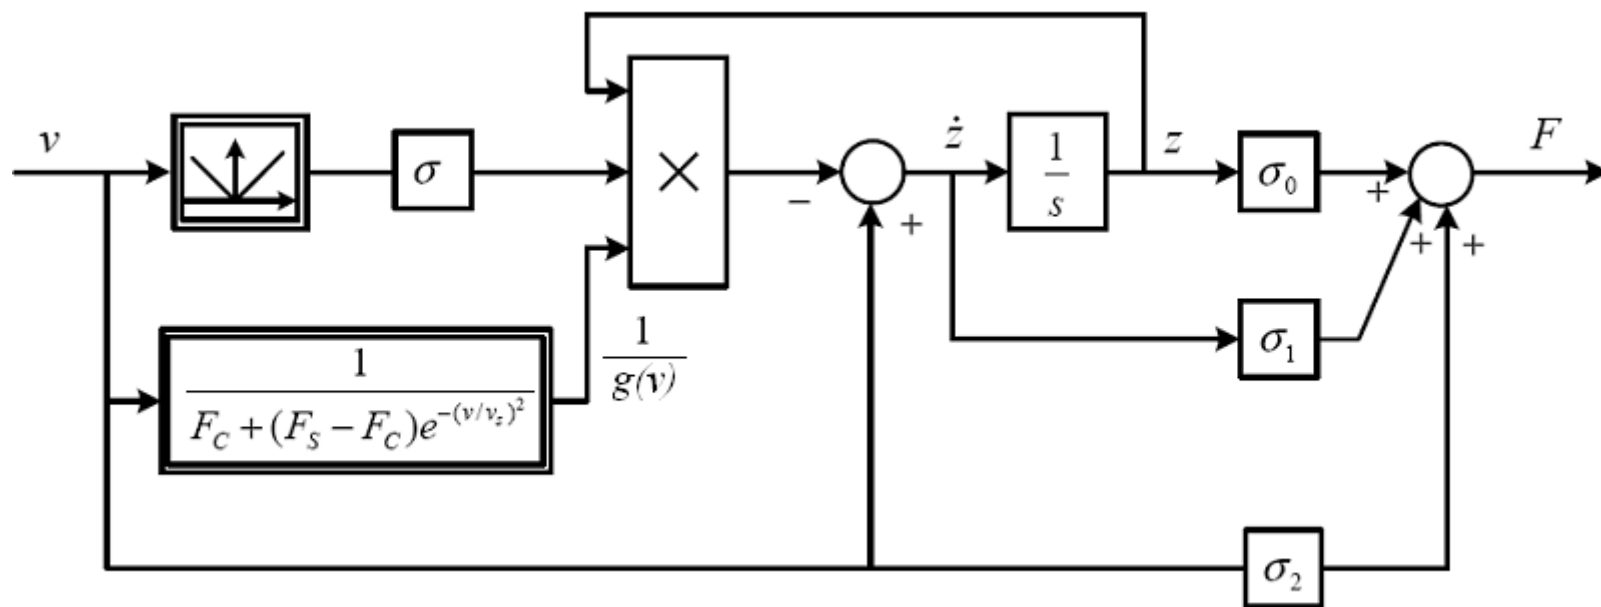 v
σ
×
−
+
ż
1/s
z
σ₀
+
F
+
+
σ₁
1/g(v)
1/(F_C + (F_S − F_C)e^{−(v/v_s)²})
σ₂